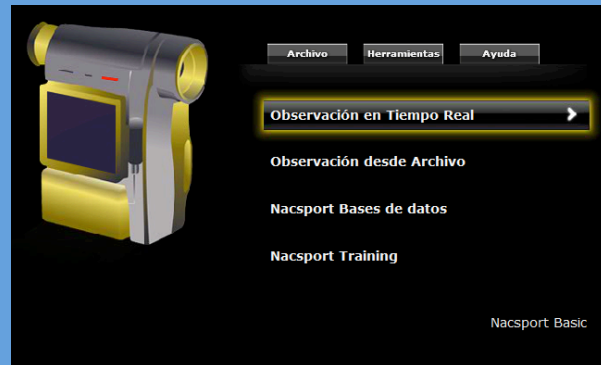 Archivo Herramientas Ayuda
Observación en Tiempo Real
Observación desde Archivo
Nacsport Bases de datos
Nacsport Training
Nacsport Basic